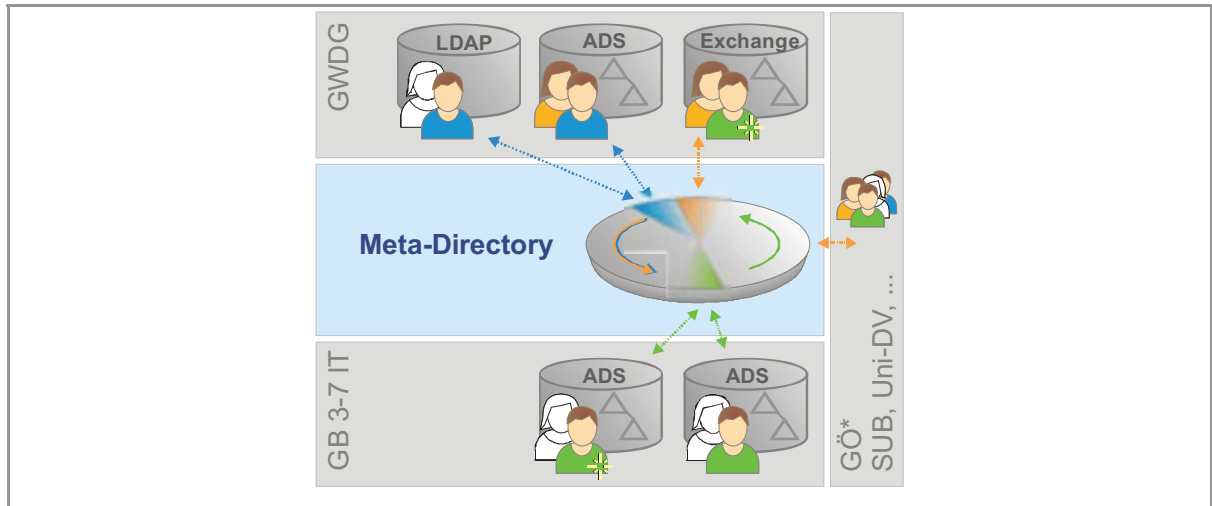 GWDG
LDAP
ADS
Exchange
Meta-Directory
GB 3-7 IT
ADS
ADS
GÖ*
SUB, Uni-DV, ...